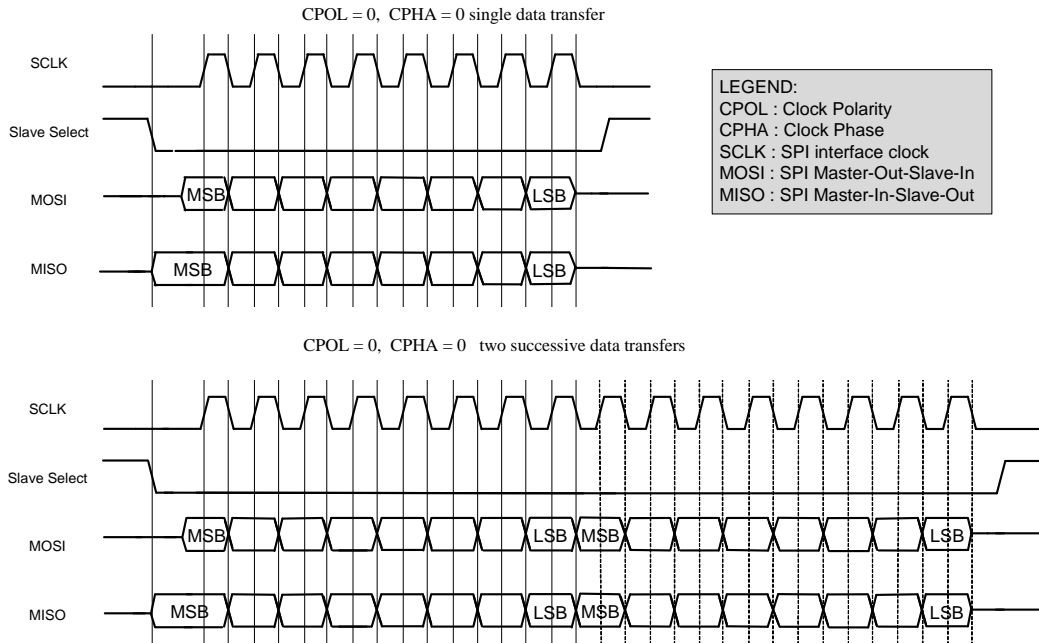 CPOL = 0, CPHA = 0 single data transfer
SCLK
Slave Select
MOSI
MSB
LSB
MISO
MSB
LSB
LEGEND:
CPOL : Clock Polarity
CPHA : Clock Phase
SCLK : SPI interface clock
MOSI : SPI Master-Out-Slave-In
MISO : SPI Master-In-Slave-Out
CPOL = 0, CPHA = 0 two successive data transfers
SCLK
Slave Select
MOSI
MSB
LSB
MSB
LSB
MISO
MSB
LSB
MSB
LSB